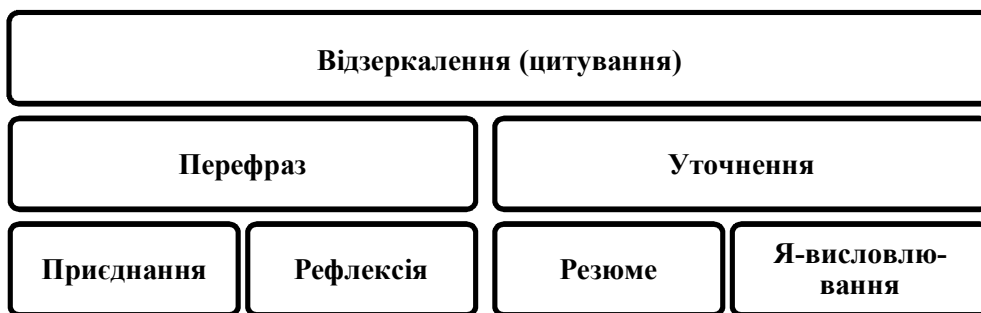 Відзеркалення (цитування)
Перефраз
Уточнення
Приєднання
Рефлексія
Резюме
Я-висловлю-
вання